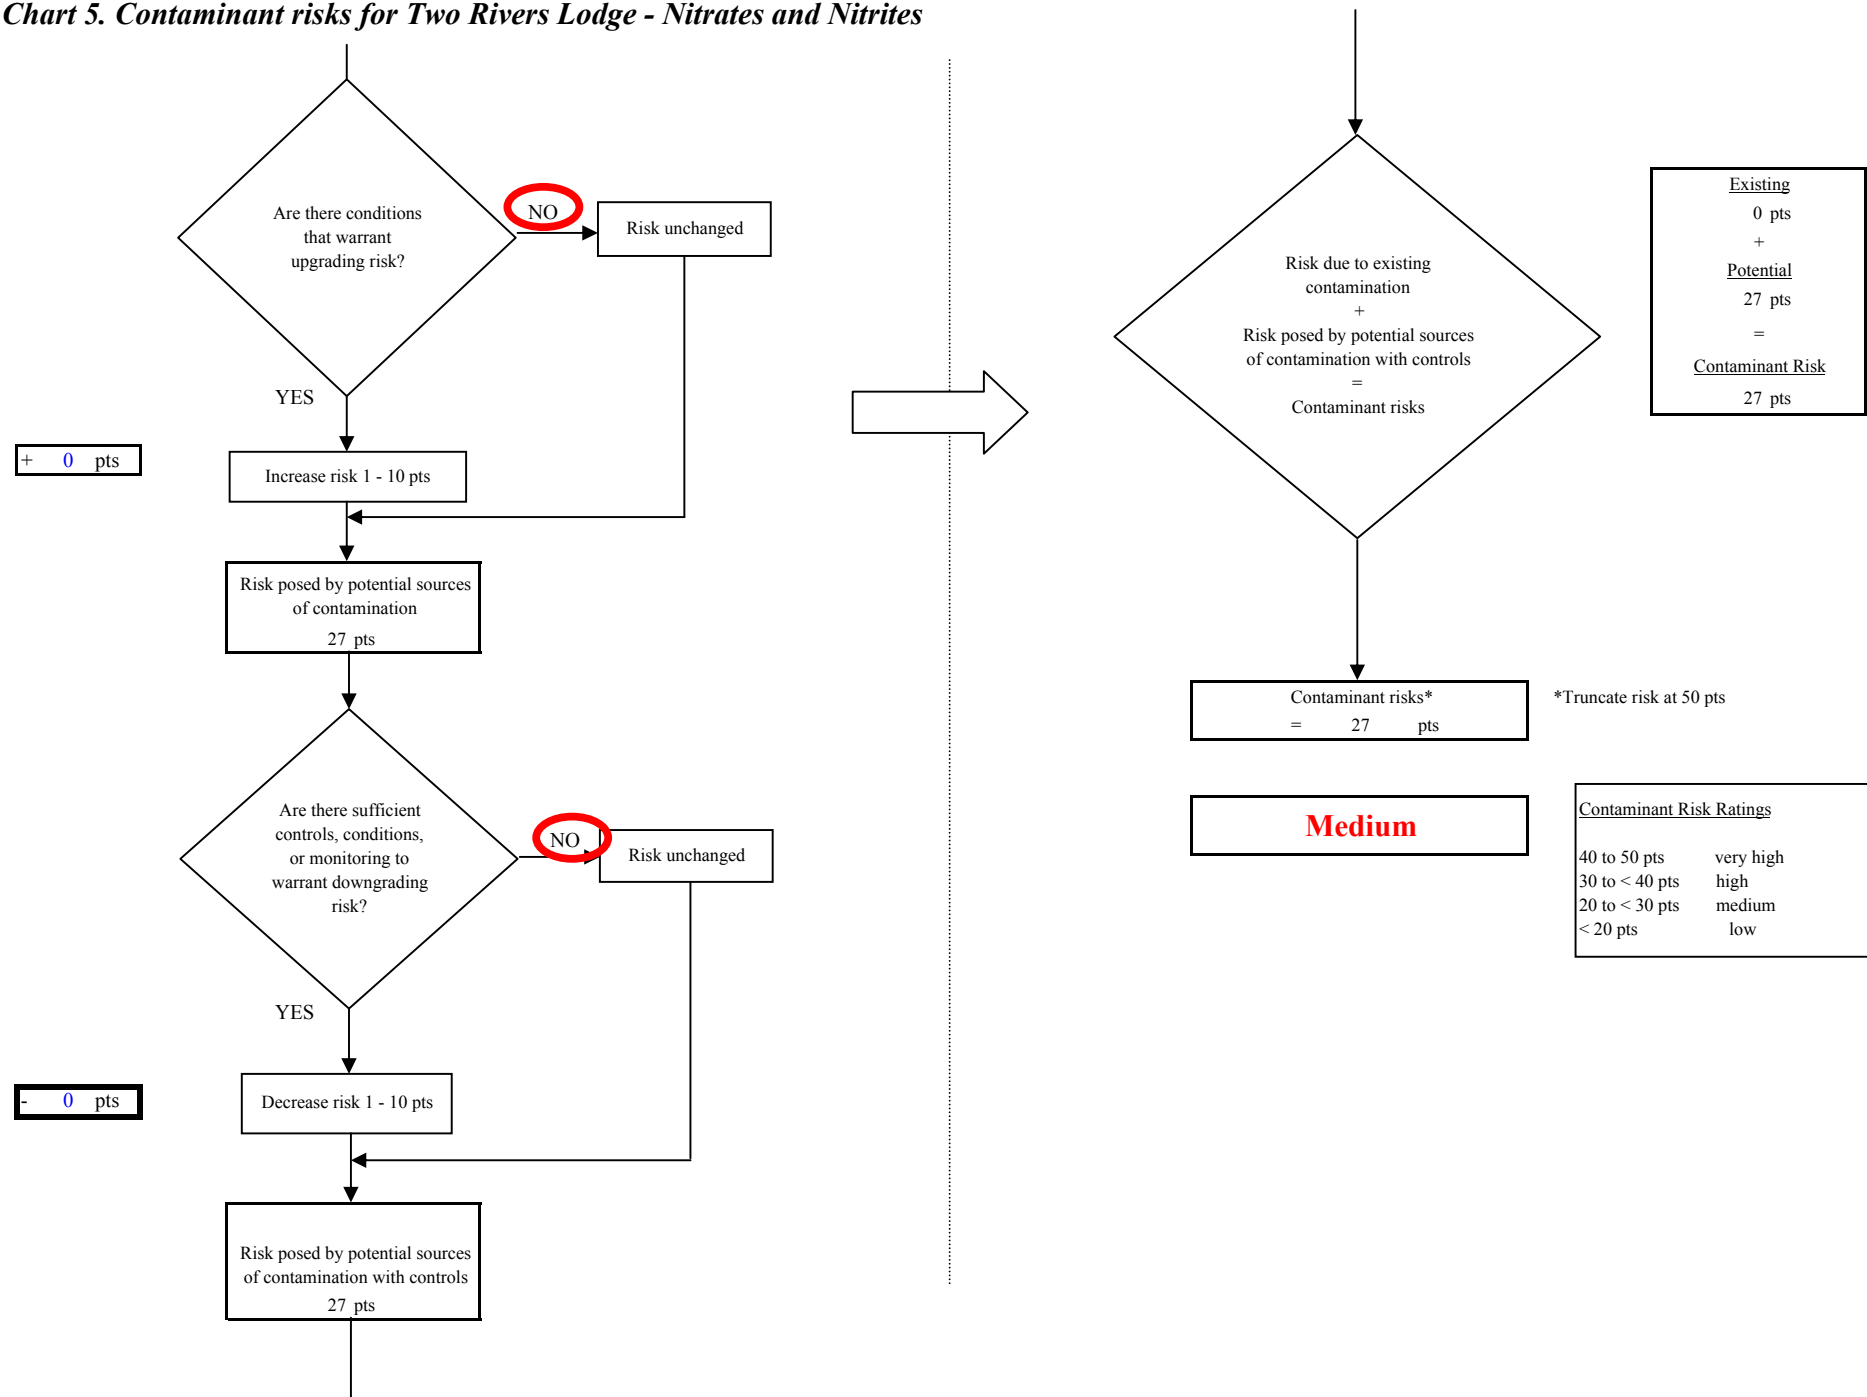 Chart 5. Contaminant risks for Two Rivers Lodge - Nitrates and Nitrites
Are there conditions
that warrant
upgrading risk?
NO
Risk unchanged
YES
+ 0 pts
Increase risk 1 - 10 pts
Risk posed by potential sources
of contamination
27 pts
Are there sufficient
controls, conditions,
or monitoring to
warrant downgrading
risk?
NO
Risk unchanged
YES
- 0 pts
Decrease risk 1 - 10 pts
Risk posed by potential sources
of contamination with controls
27 pts
Risk due to existing
contamination
+
Risk posed by potential sources
of contamination with controls
=
Contaminant risks
Existing
0 pts
+
Potential
27 pts
=
Contaminant Risk
27 pts
Contaminant risks*
= 27 pts
*Truncate risk at 50 pts
Medium
Contaminant Risk Ratings
40 to 50 pts very high
30 to < 40 pts high
20 to < 30 pts medium
< 20 pts low